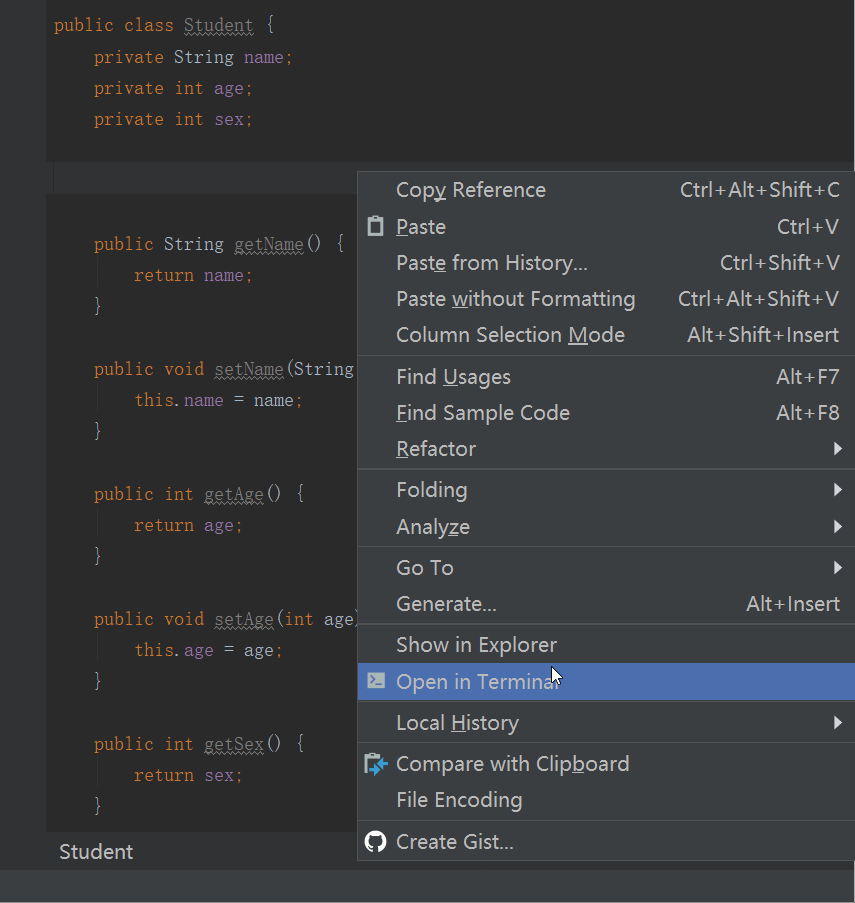 public class Student {
private String name;
private int age;
private int sex;
public String getName() {
return name;
}
public void setName(String
this.name = name;
}
public int getAge() {
return age;
}
public void setAge(int age)
this.age = age;
}
public int getSex() {
return sex;
}
Student
Copy Reference Ctrl+Alt+Shift+C
Paste Ctrl+V
Paste from History... Ctrl+Shift+V
Paste without Formatting Ctrl+Alt+Shift+V
Column Selection Mode Alt+Shift+Insert
Find Usages Alt+F7
Find Sample Code Alt+F8
Refactor
Folding
Analyze
Go To
Generate... Alt+Insert
Show in Explorer
Open in Terminal
Local History
Compare with Clipboard
File Encoding
Create Gist...